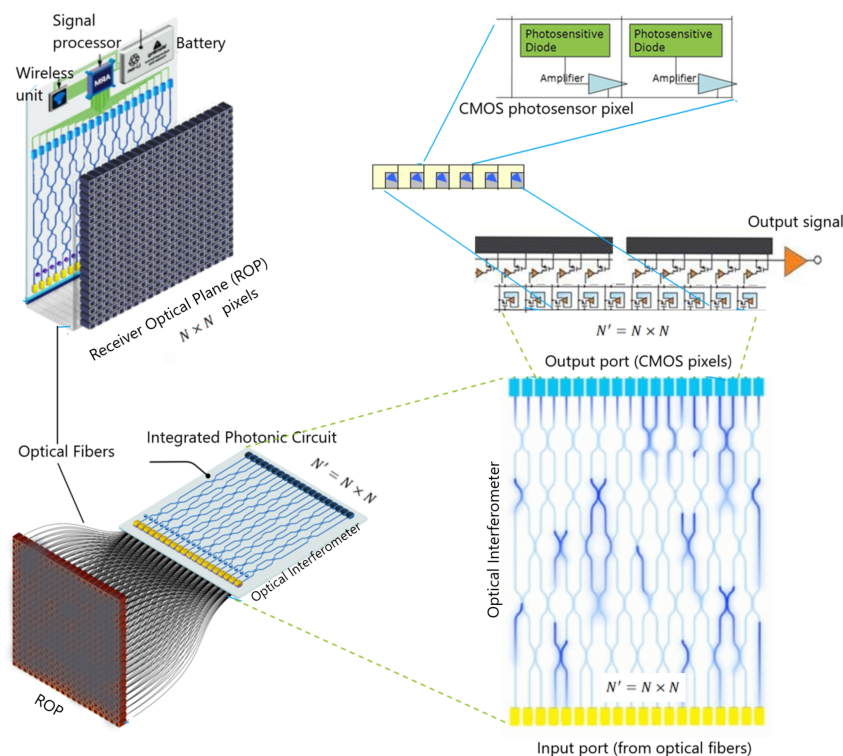 Signal
processor
Battery
Wireless
unit
MRA
Receiver Optical Plane (ROP)
N × N pixels
Photosensitive
Diode
Photosensitive
Diode
Amplifier
Amplifier
CMOS photosensor pixel
Output signal
N' = N × N
Output port (CMOS pixels)
Optical Fibers
Integrated Photonic Circuit
N' = N × N
Optical Interferometer
ROP
Optical Interferometer
N' = N × N
Input port (from optical fibers)